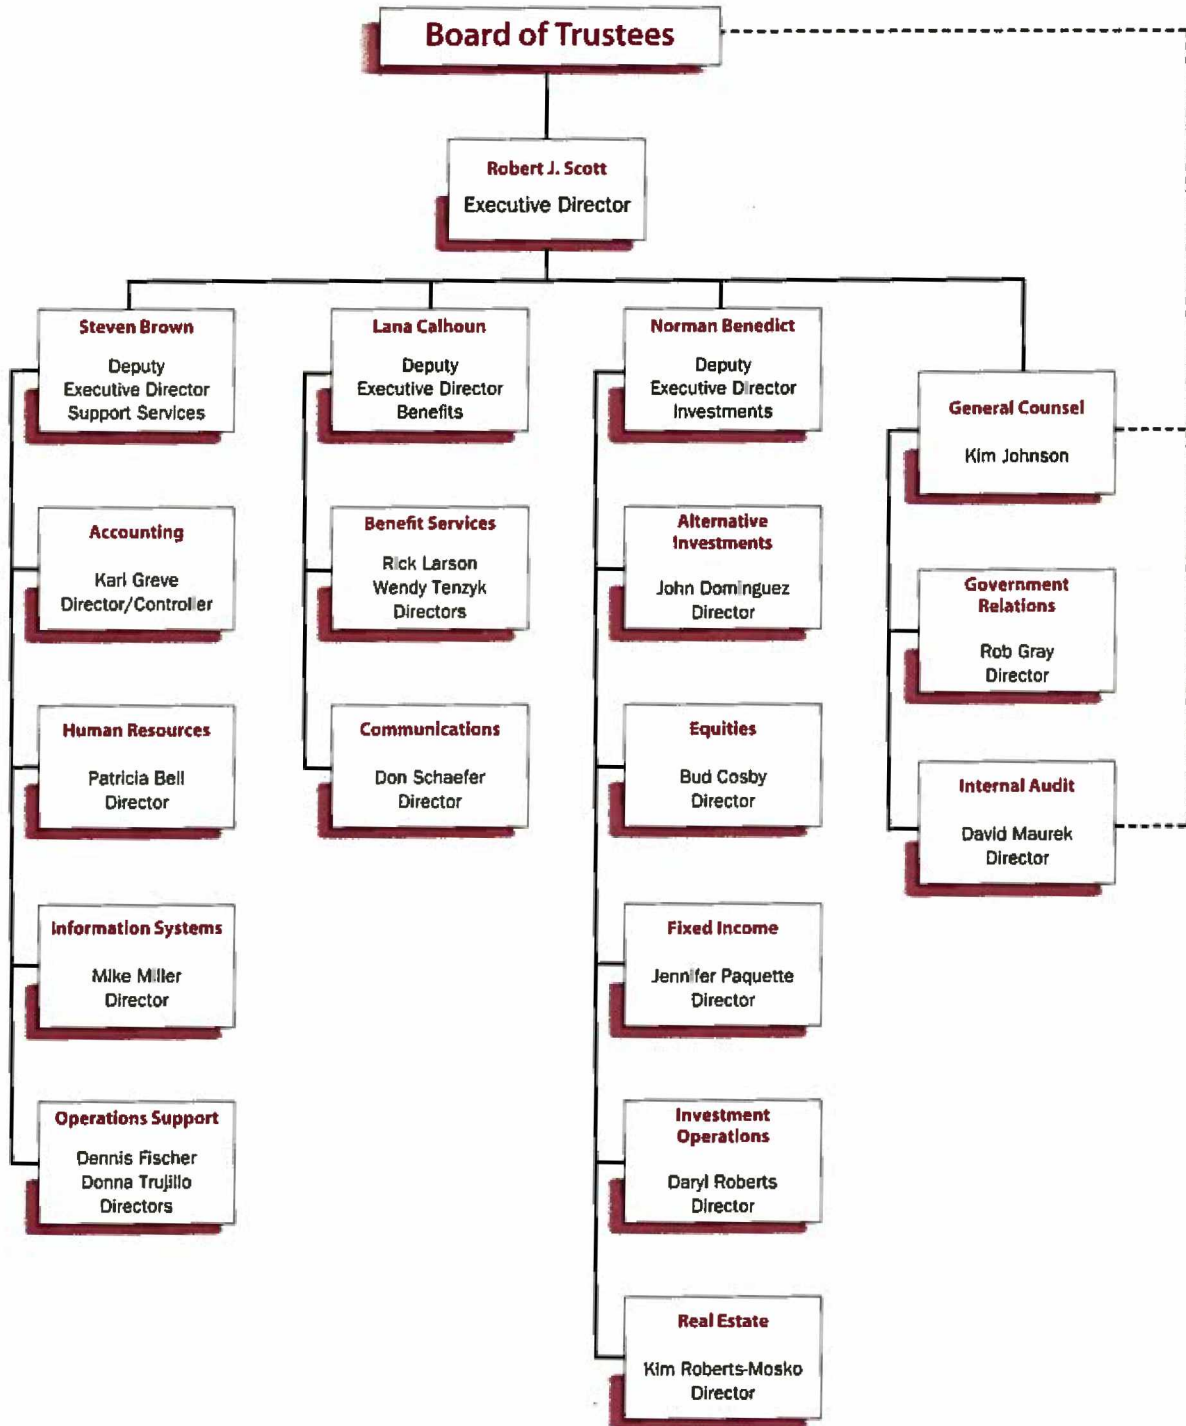 Board of Trustees
Robert J. Scott
Executive Director
Steven Brown
Deputy
Executive Director
Support Services
Accounting
Karl Greve
Director/Controller
Human Resources
Patricia Bell
Director
Information Systems
Mike Miller
Director
Operations Support
Dennis Fischer
Donna Trujillo
Directors
Lana Calhoun
Deputy
Executive Director
Benefits
Benefit Services
Rick Larson
Wendy Tenzyk
Directors
Communications
Don Schaefer
Director
Norman Benedict
Deputy
Executive Director
Investments
Alternative
Investments
John Dominguez
Director
Equities
Bud Cosby
Director
Fixed Income
Jennifer Paquette
Director
Investment
Operations
Daryl Roberts
Director
Real Estate
Kim Roberts-Mosko
Director
General Counsel
Kim Johnson
Government
Relations
Rob Gray
Director
Internal Audit
David Maurek
Director